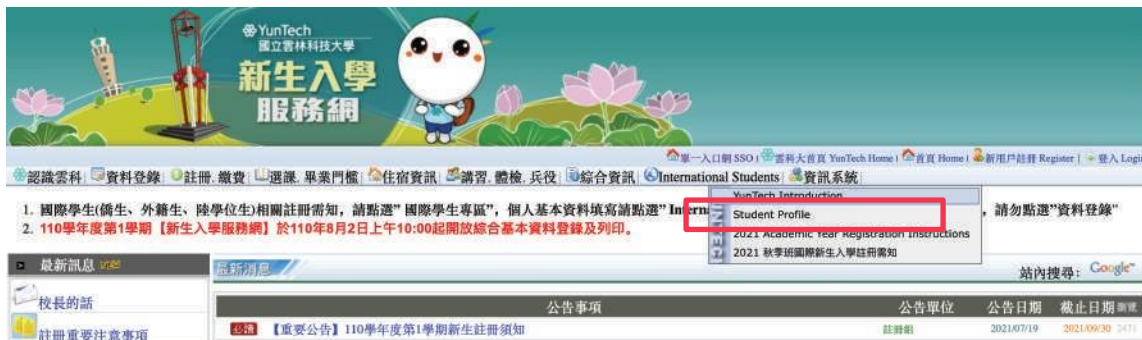 YunTech
國立雲林科技大學
新生入學
服務網
單一入口網 SSO | 雲科大首頁 YunTech Home | 首頁 Home | 新用戶註冊 Register | 登入 Login
認識雲科 | 資料登錄 | 註冊. 繳費 | 選課. 畢業門檻 | 住宿資訊 | 講習. 體檢. 兵役 | 綜合資訊 | International Students | 資訊系統
YunTech Introduction
Student Profile
2021 Academic Year Registration Instructions
2021 秋季班國際新生入學註冊需知
1. 國際學生(僑生、外籍生、陸學位生)相關註冊需知，請點選” 國際學生專區”，個人基本資料填寫請點選” Interna
，請勿點選”資料登錄”
2. 110學年度第1學期【新生入學服務網】於110年8月2日上午10:00起開放綜合基本資料登錄及列印。
最新訊息
最新消息
站內搜尋: Google™
校長的話
公告事項 公告單位 公告日期 截止日期 瀏覽
註冊重要注意事項
必讀 【重要公告】110學年度第1學期新生註冊須知 註冊組 2021/07/19 2021/09/30 2471